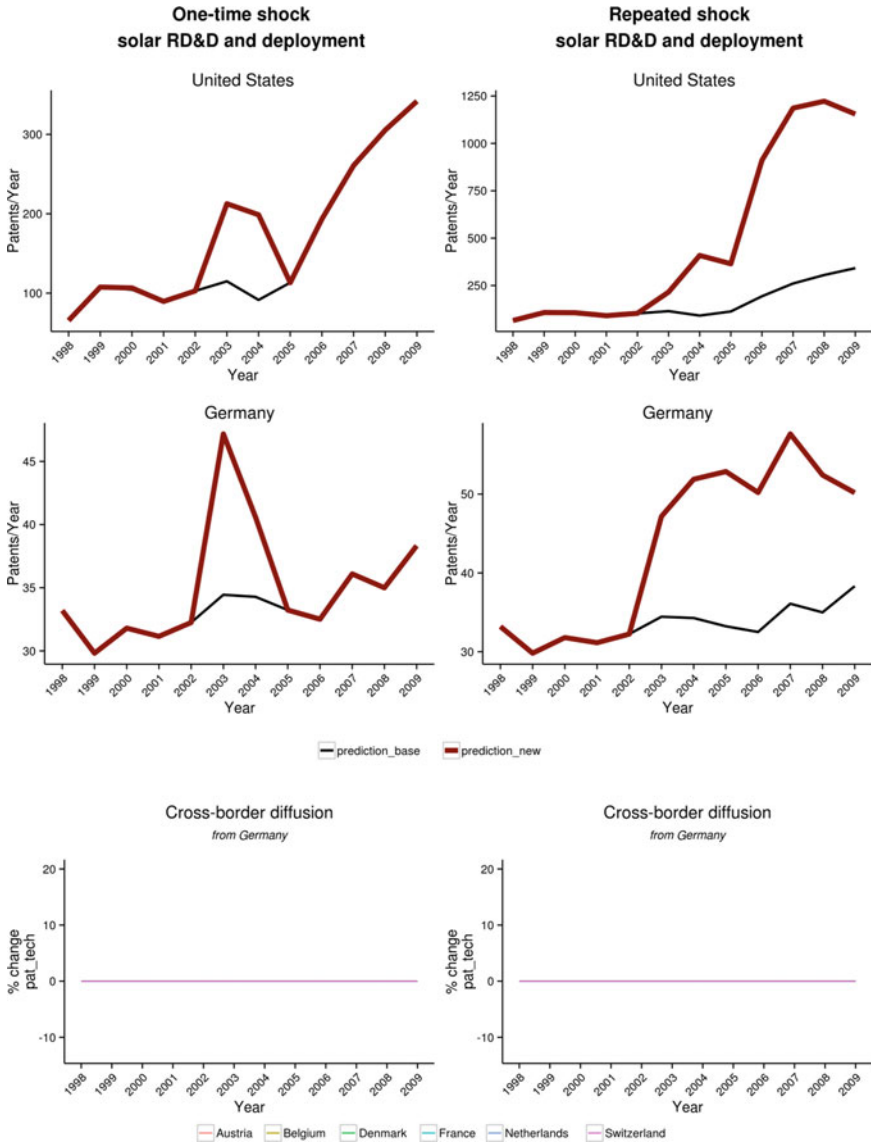 One-time shock
solar RD&D and deployment
Repeated shock
solar RD&D and deployment
United States
Patents/Year
300
200
100
1998
1999
2000
2001
2002
2003
2004
2005
2006
2007
2008
2009
Year
United States
Patents/Year
1250
1000
750
500
250
1998
1999
2000
2001
2002
2003
2004
2005
2006
2007
2008
2009
Year
Germany
Patents/Year
45
40
35
30
1998
1999
2000
2001
2002
2003
2004
2005
2006
2007
2008
2009
Year
Germany
Patents/Year
50
40
30
1998
1999
2000
2001
2002
2003
2004
2005
2006
2007
2008
2009
Year
prediction_base
prediction_new
Cross-border diffusion
from Germany
% change
pat_tech
20
10
0
-10
1998
1999
2000
2001
2002
2003
2004
2005
2006
2007
2008
2009
Year
Cross-border diffusion
from Germany
% change
pat_tech
20
10
0
-10
1998
1999
2000
2001
2002
2003
2004
2005
2006
2007
2008
2009
Year
Austria
Belgium
Denmark
France
Netherlands
Switzerland